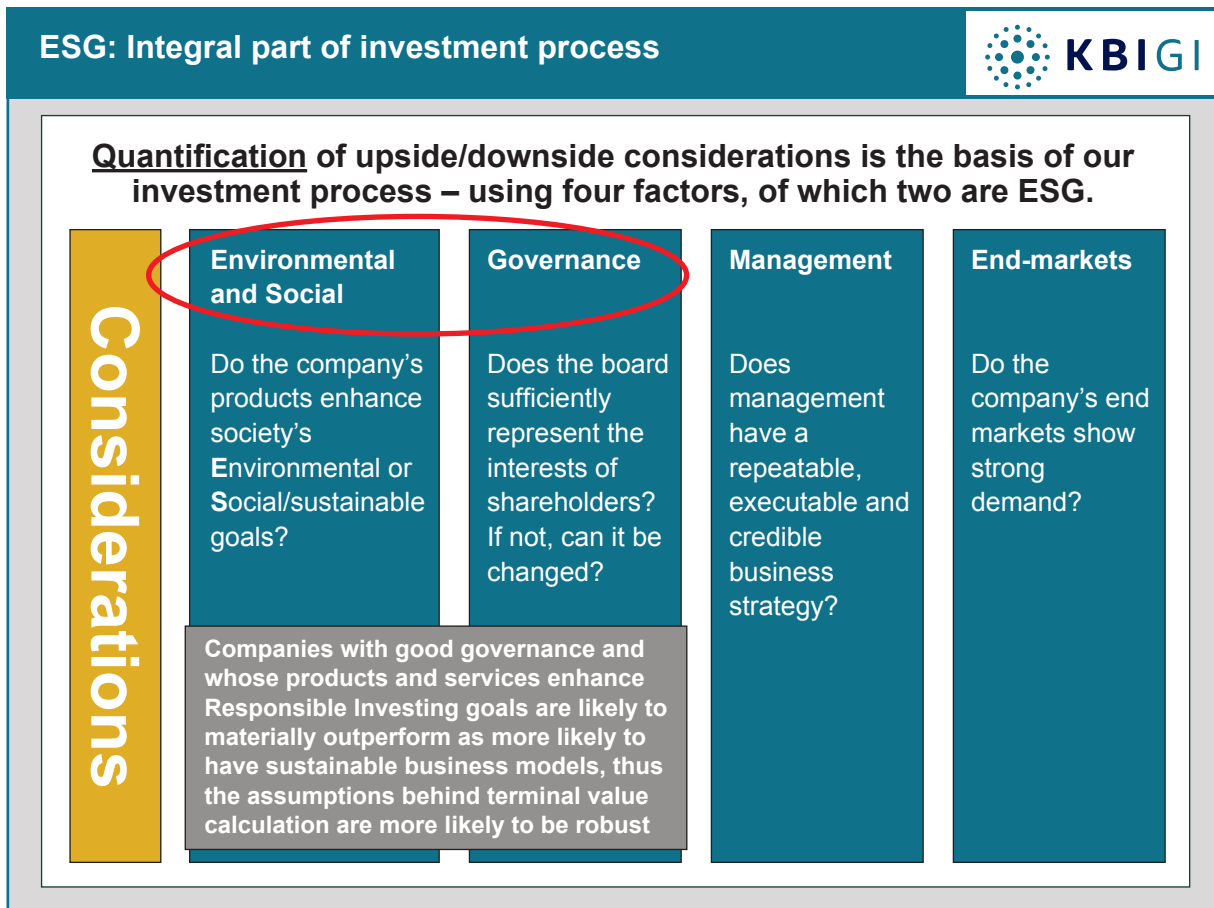 ESG: Integral part of investment process
KBIGI
Quantification of upside/downside considerations is the basis of our
investment process – using four factors, of which two are ESG.
Considerations
Environmental
and Social
Do the company’s
products enhance
society’s
Environmental or
Social/sustainable
goals?
Governance
Does the board
sufficiently
represent the
interests of
shareholders?
If not, can it be
changed?
Companies with good governance and
whose products and services enhance
Responsible Investing goals are likely to
materially outperform as more likely to
have sustainable business models, thus
the assumptions behind terminal value
calculation are more likely to be robust
Management
Does
management
have a
repeatable,
executable and
credible
business
strategy?
End-markets
Do the
company’s end
markets show
strong
demand?